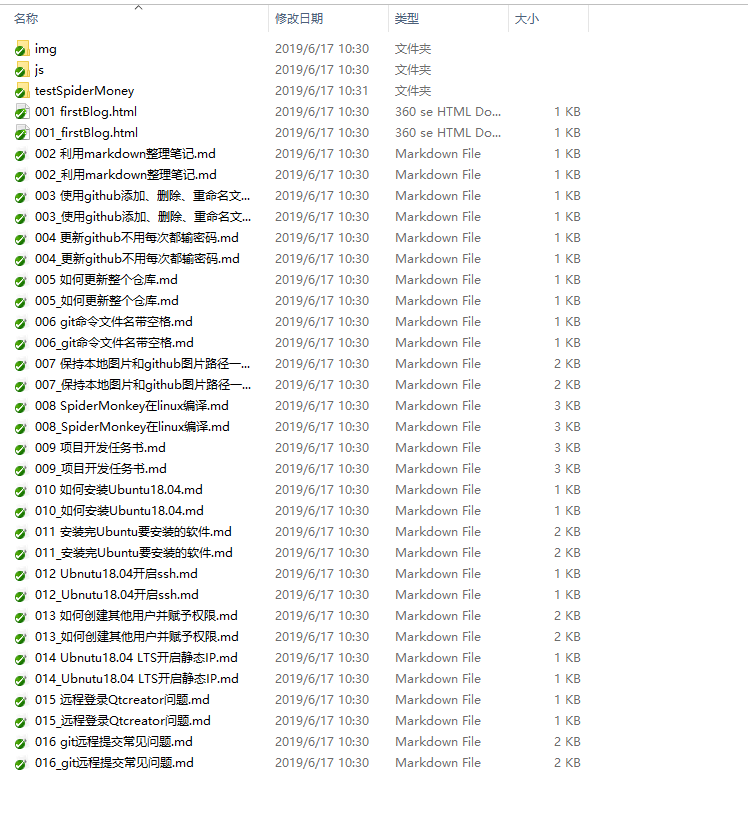 名称 修改日期 类型 大小
img 2019/6/17 10:30 文件夹
js 2019/6/17 10:30 文件夹
testSpiderMoney 2019/6/17 10:31 文件夹
001 firstBlog.html 2019/6/17 10:30 360 se HTML Do... 1 KB
001_firstBlog.html 2019/6/17 10:30 360 se HTML Do... 1 KB
002 利用markdown整理笔记.md 2019/6/17 10:30 Markdown File 1 KB
002_利用markdown整理笔记.md 2019/6/17 10:30 Markdown File 1 KB
003 使用github添加、删除、重命名文... 2019/6/17 10:30 Markdown File 1 KB
003_使用github添加、删除、重命名文... 2019/6/17 10:30 Markdown File 1 KB
004 更新github不用每次都输密码.md 2019/6/17 10:30 Markdown File 1 KB
004_更新github不用每次都输密码.md 2019/6/17 10:30 Markdown File 1 KB
005 如何更新整个仓库.md 2019/6/17 10:30 Markdown File 1 KB
005_如何更新整个仓库.md 2019/6/17 10:30 Markdown File 1 KB
006 git命令文件名带空格.md 2019/6/17 10:30 Markdown File 1 KB
006_git命令文件名带空格.md 2019/6/17 10:30 Markdown File 1 KB
007 保持本地图片和github图片路径一... 2019/6/17 10:30 Markdown File 2 KB
007_保持本地图片和github图片路径一... 2019/6/17 10:30 Markdown File 2 KB
008 SpiderMonkey在linux编译.md 2019/6/17 10:30 Markdown File 3 KB
008_SpiderMonkey在linux编译.md 2019/6/17 10:30 Markdown File 3 KB
009 项目开发任务书.md 2019/6/17 10:30 Markdown File 3 KB
009_项目开发任务书.md 2019/6/17 10:30 Markdown File 3 KB
010 如何安装Ubuntu18.04.md 2019/6/17 10:30 Markdown File 1 KB
010_如何安装Ubuntu18.04.md 2019/6/17 10:30 Markdown File 1 KB
011 安装完Ubuntu要安装的软件.md 2019/6/17 10:30 Markdown File 2 KB
011_安装完Ubuntu要安装的软件.md 2019/6/17 10:30 Markdown File 2 KB
012 Ubnutu18.04开启ssh.md 2019/6/17 10:30 Markdown File 1 KB
012_Ubnutu18.04开启ssh.md 2019/6/17 10:30 Markdown File 1 KB
013 如何创建其他用户并赋予权限.md 2019/6/17 10:30 Markdown File 2 KB
013_如何创建其他用户并赋予权限.md 2019/6/17 10:30 Markdown File 2 KB
014 Ubnutu18.04 LTS开启静态IP.md 2019/6/17 10:30 Markdown File 1 KB
014_Ubnutu18.04 LTS开启静态IP.md 2019/6/17 10:30 Markdown File 1 KB
015 远程登录Qtcreator问题.md 2019/6/17 10:30 Markdown File 1 KB
015_远程登录Qtcreator问题.md 2019/6/17 10:30 Markdown File 1 KB
016 git远程提交常见问题.md 2019/6/17 10:30 Markdown File 2 KB
016_git远程提交常见问题.md 2019/6/17 10:30 Markdown File 2 KB